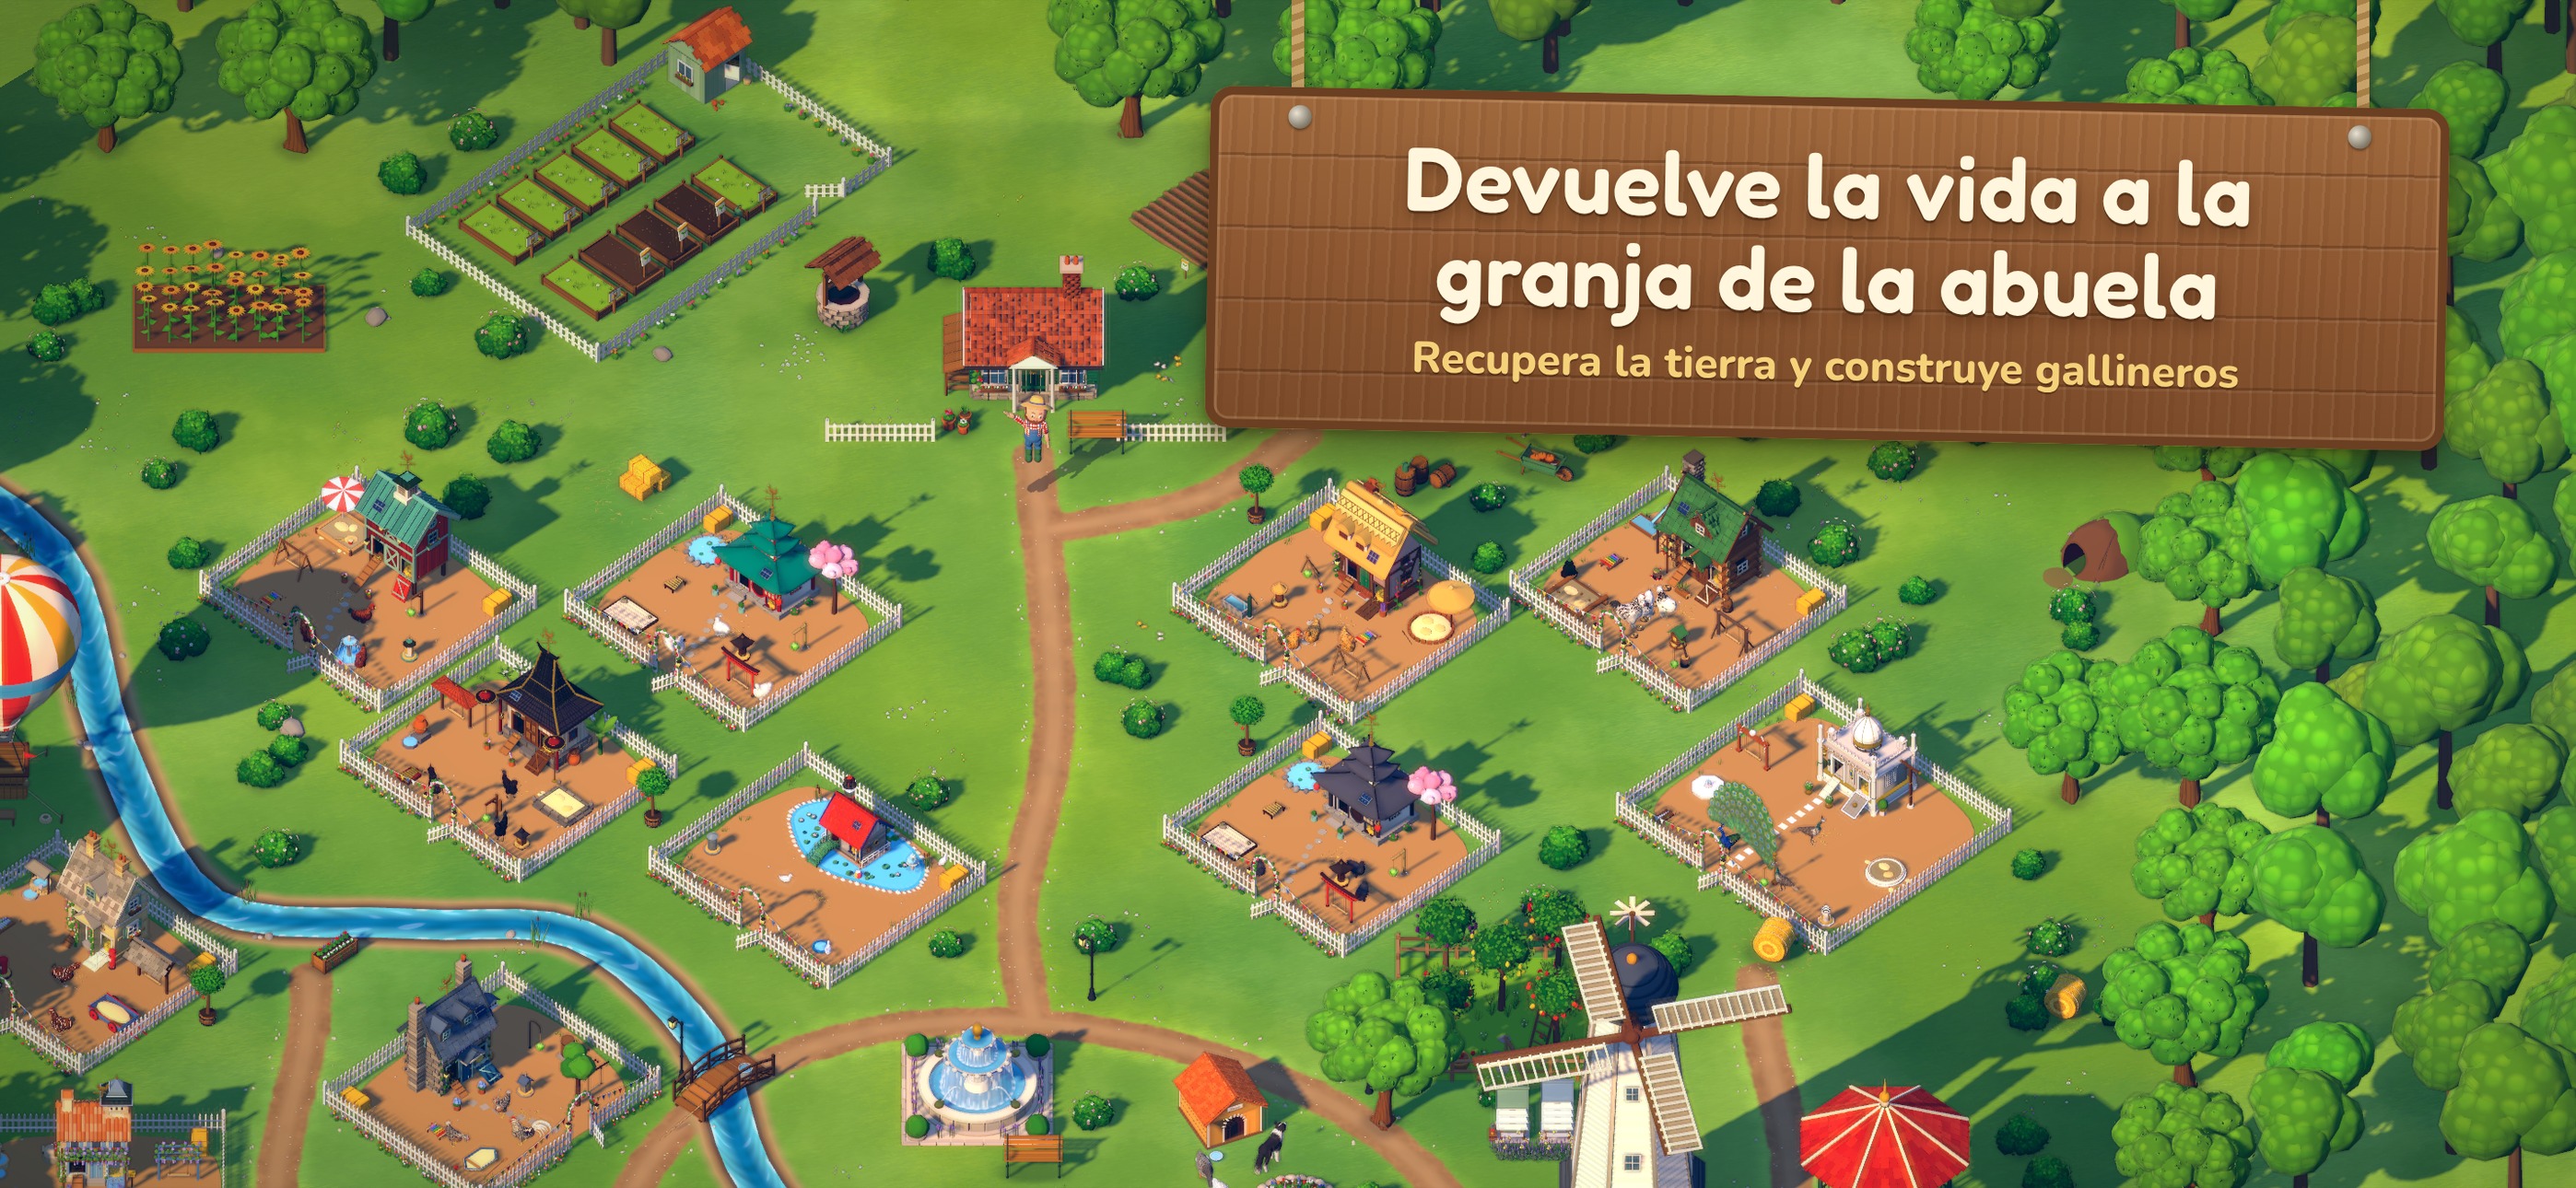 Devuelve la vida a la
granja de la abuela
Recupera la tierra y construye gallineros